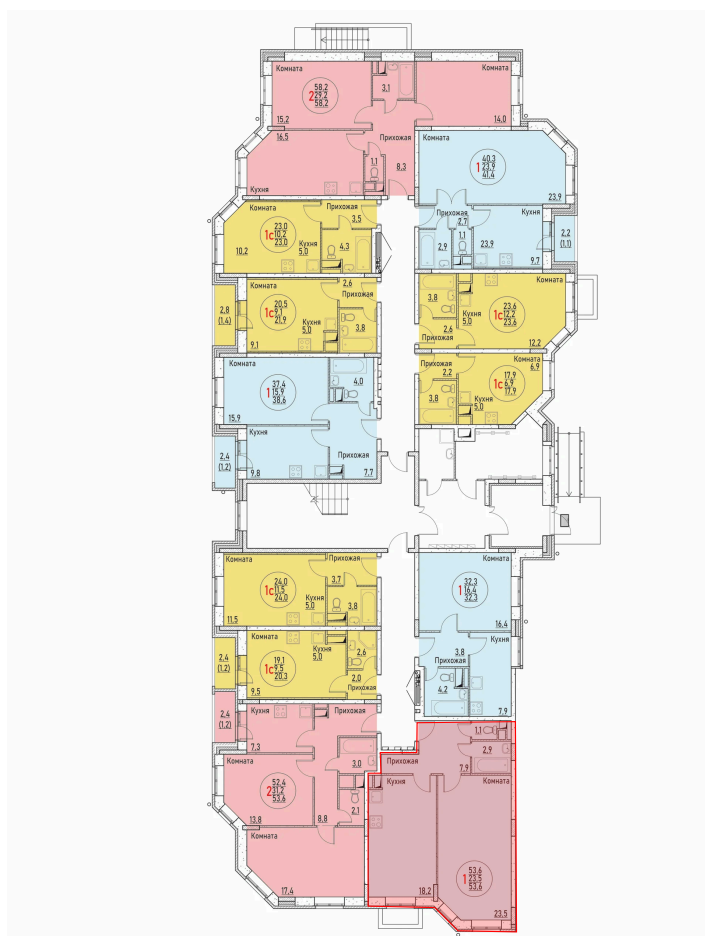 Комната
58,2
2 29,2
58,2
15,2
3,1
Комната
14,0
16,5
Кухня
1,1
Прихожая
8,3
Комната
40,3
1 23,9
41,4
23,9
Комната
23,0
1с 10,2
23,0
10,2
Кухня
5,0
Прихожая
3,5
4,3
2,7
Прихожая
2,9
1,1
23,9
Кухня
9,7
2,2
(1,1)
2,8
(1,4)
Комната
20,5
1с 9,1
21,9
9,1
Кухня
5,0
2,6
Прихожая
3,8
3,8
2,6
Прихожая
Кухня
5,0
Комната
23,6
1с 12,2
23,6
12,2
Комната
37,4
1 15,9
38,6
15,9
4,0
Прихожая
2,2
3,8
Комната
6,9
17,9
1с 6,9
17,9
Кухня
5,0
2,4
(1,2)
Кухня
9,8
Прихожая
7,7
Комната
24,0
1с 11,5
24,0
11,5
Кухня
5,0
Прихожая
3,7
3,8
Комната
32,3
1 16,4
32,3
16,4
2,4
(1,2)
Комната
19,1
1с 9,5
20,3
9,5
Кухня
5,0
2,6
2,0
Прихожая
3,8
Прихожая
4,2
Кухня
7,9
2,4
(1,2)
Кухня
7,3
Прихожая
3,0
Комната
52,4
2 31,2
53,6
13,8
8,8
2,1
Комната
17,4
1,1
2,9
Прихожая
7,9
Кухня
18,2
Комната
53,6
1 23,5
53,6
23,5